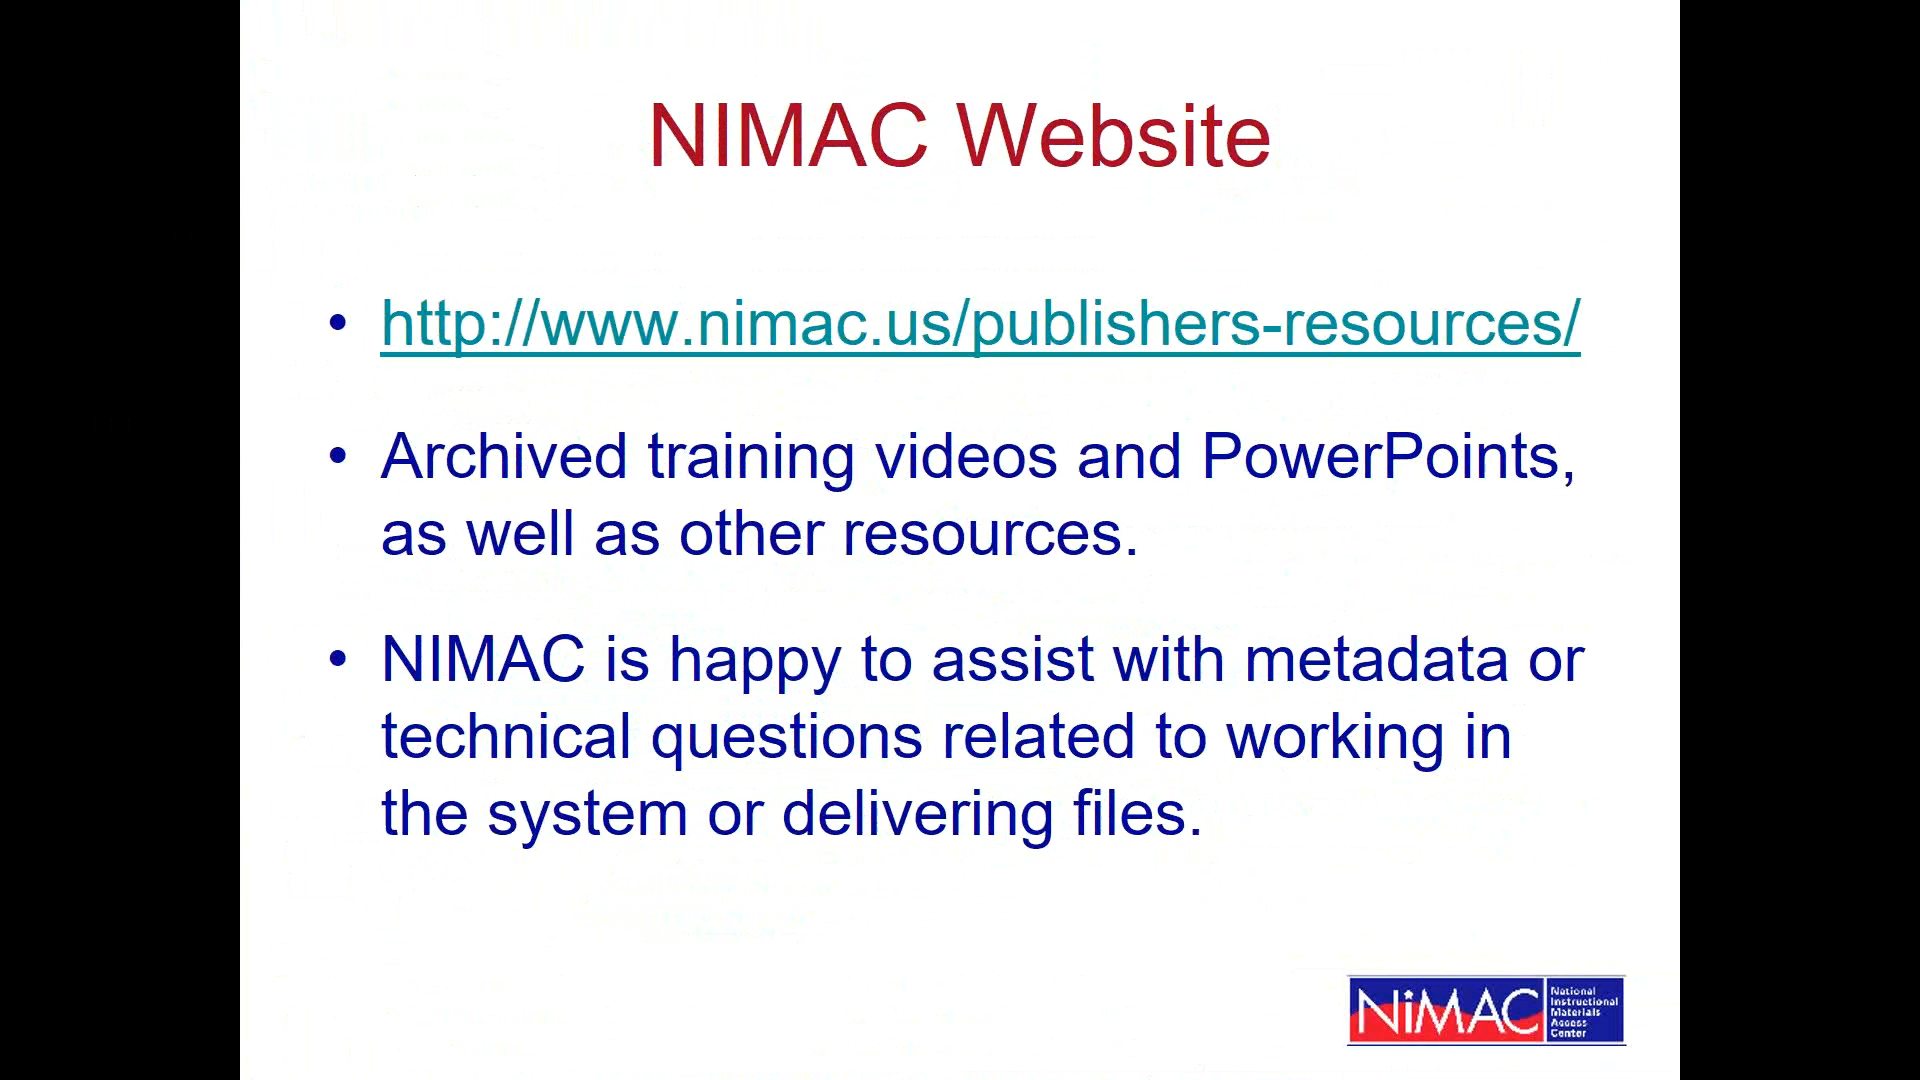 NIMAC Website
• http://www.nimac.us/publishers-resources/
• Archived training videos and PowerPoints,
as well as other resources.
• NIMAC is happy to assist with metadata or
technical questions related to working in
the system or delivering files.
NiMAC
National
Instructional
Materials
Access
Center